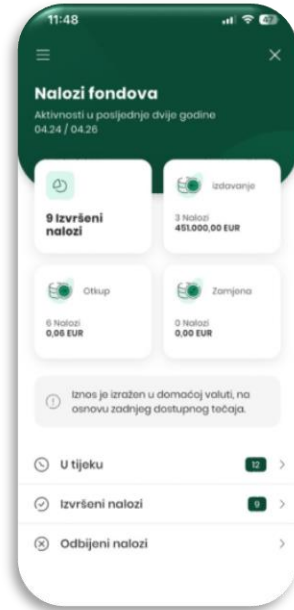 11:48
47
Nalozi fondova
Aktivnosti u posljednje dvije godine
04.24 / 04.26
9 Izvršeni
nalozi
Izdavanje
3 Nalozi
451.000,00 EUR
Otkup
6 Nalozi
0,06 EUR
Zamjena
0 Nalozi
0,00 EUR
Iznos je izražen u domaćoj valuti, na
osnovu zadnjeg dostupnog tečaja.
U tijeku 12
Izvršeni nalozi 9
Odbijeni nalozi